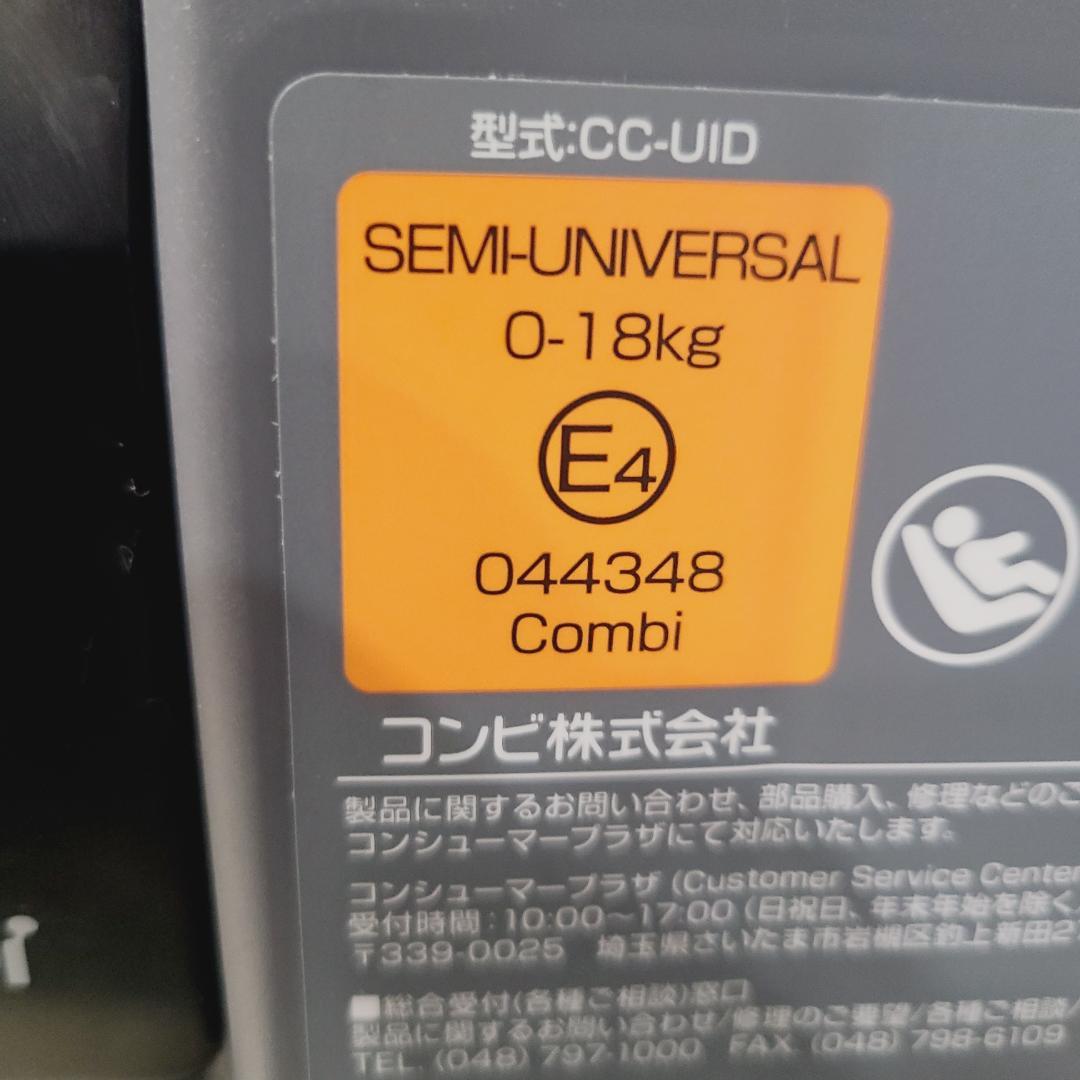 型式:CC-UID
SEMI-UNIVERSAL
0-18kg
E4
044348
Combi
コンビ株式会社
製品に関するお問い合わせ、部品購入、修理などのご
コンシューマープラザにて対応いたします。
コンシューマープラザ (Customer Service Center
受付時間:10:00〜17:00 (日祝日、年末年始を除く
〒339-0025 埼玉県さいたま市岩槻区釣上新田2
■総合受付(各種ご相談)窓口
製品に関するお問い合わせ/修理のご要望/各種ご相談/
TEL. (048) 797-1000 FAX. (048) 798-6109
i